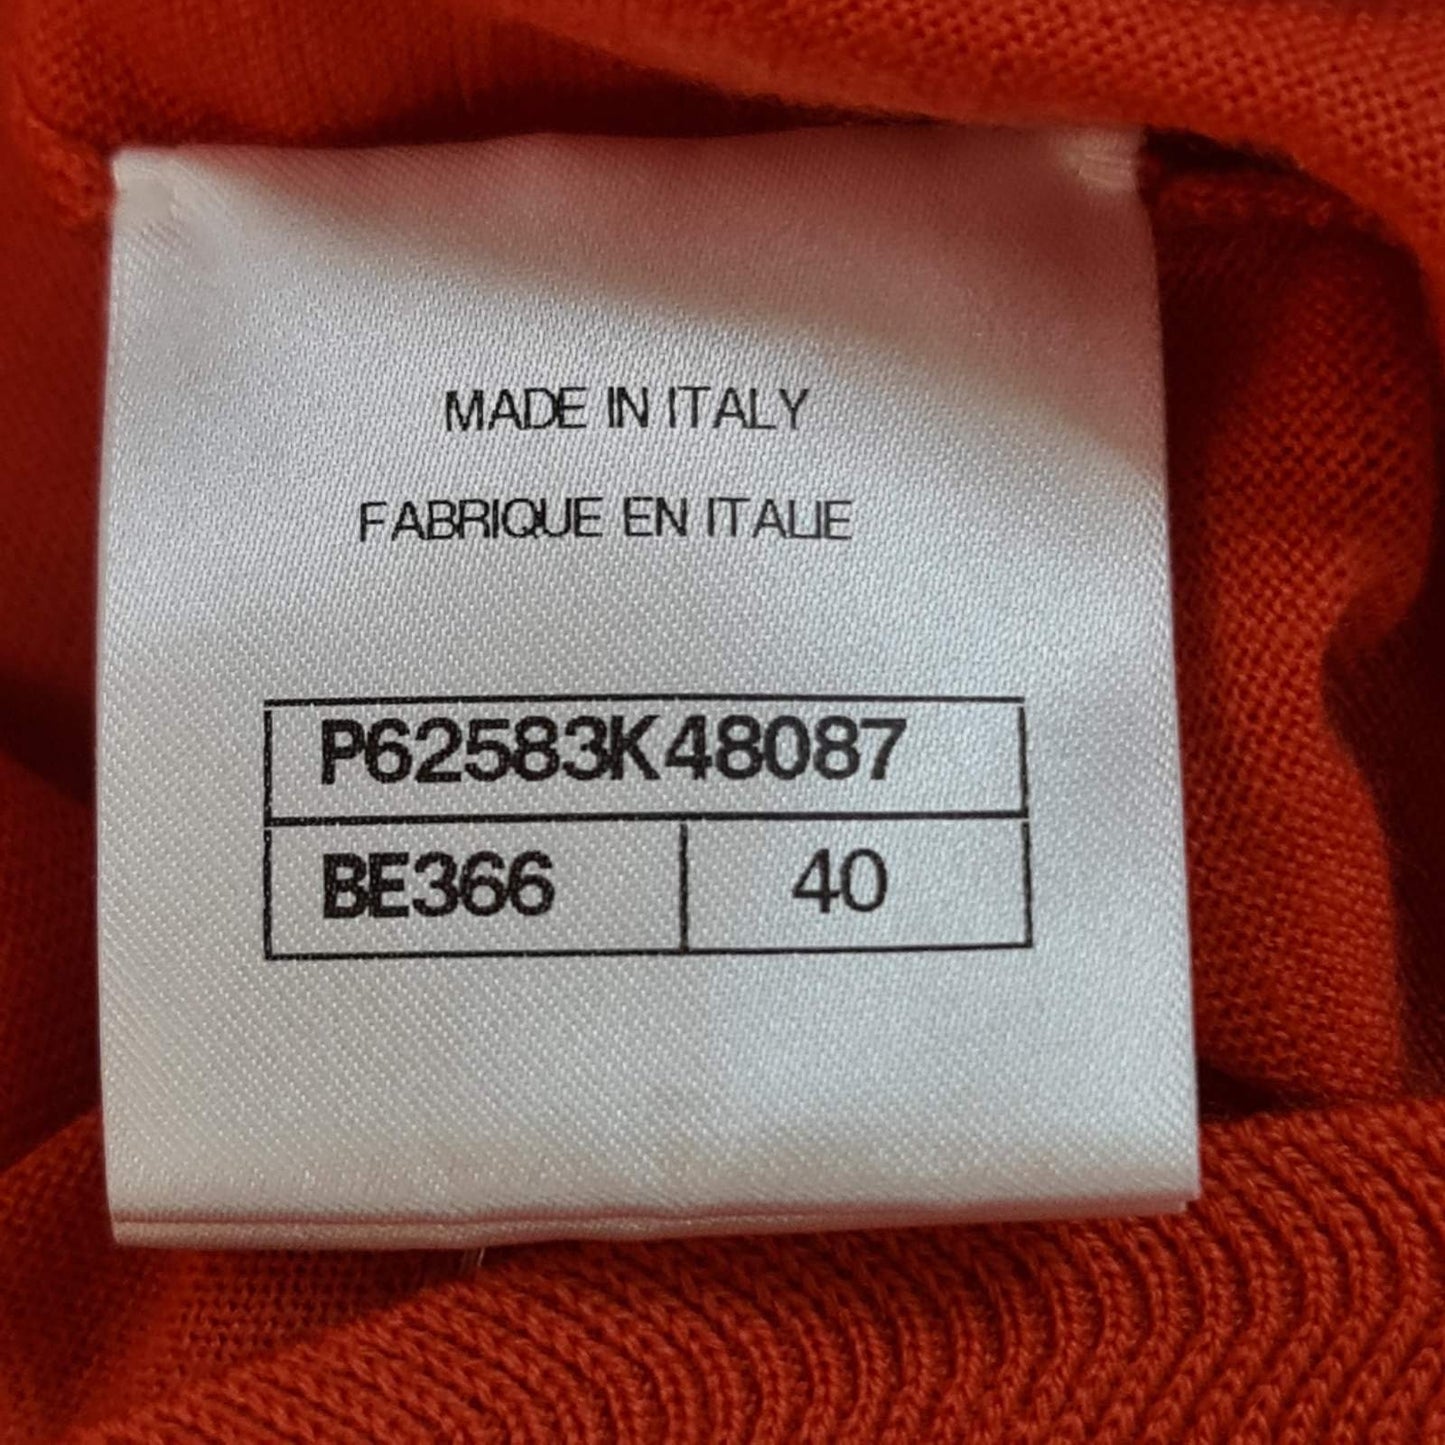 MADE IN ITALY
FABRIQUE EN ITALIE
P62583K48087
BE366 40